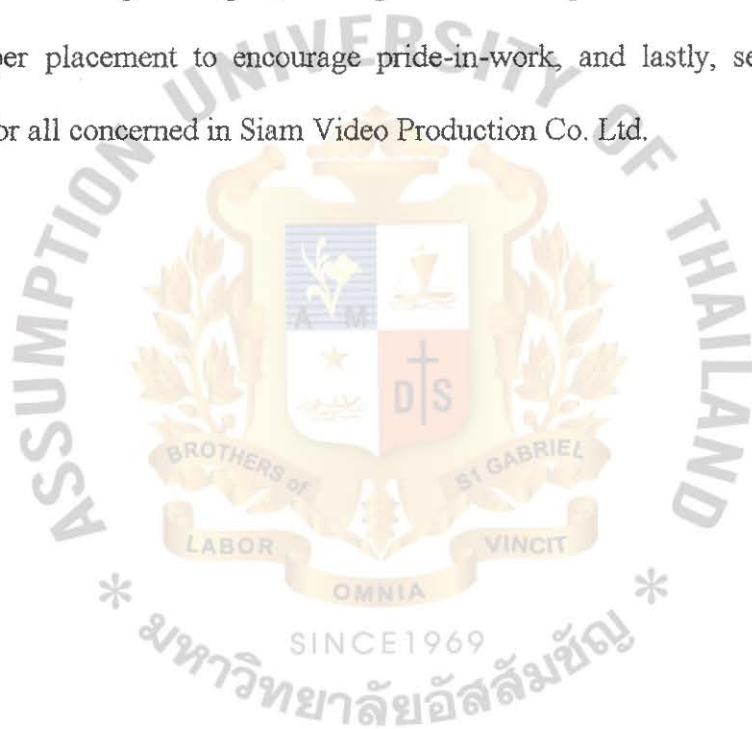 per placement to encourage pride-in-work, and lastly, se
or all concerned in Siam Video Production Co. Ltd.
ASSUMPTION UNIVERSITY OF THAILAND
A M
D S
BROTHERS of St GABRIEL
LABOR OMNIA VINCIT
SINCE1969
* มหาวิทยาลัยอัสสัมชัญ *